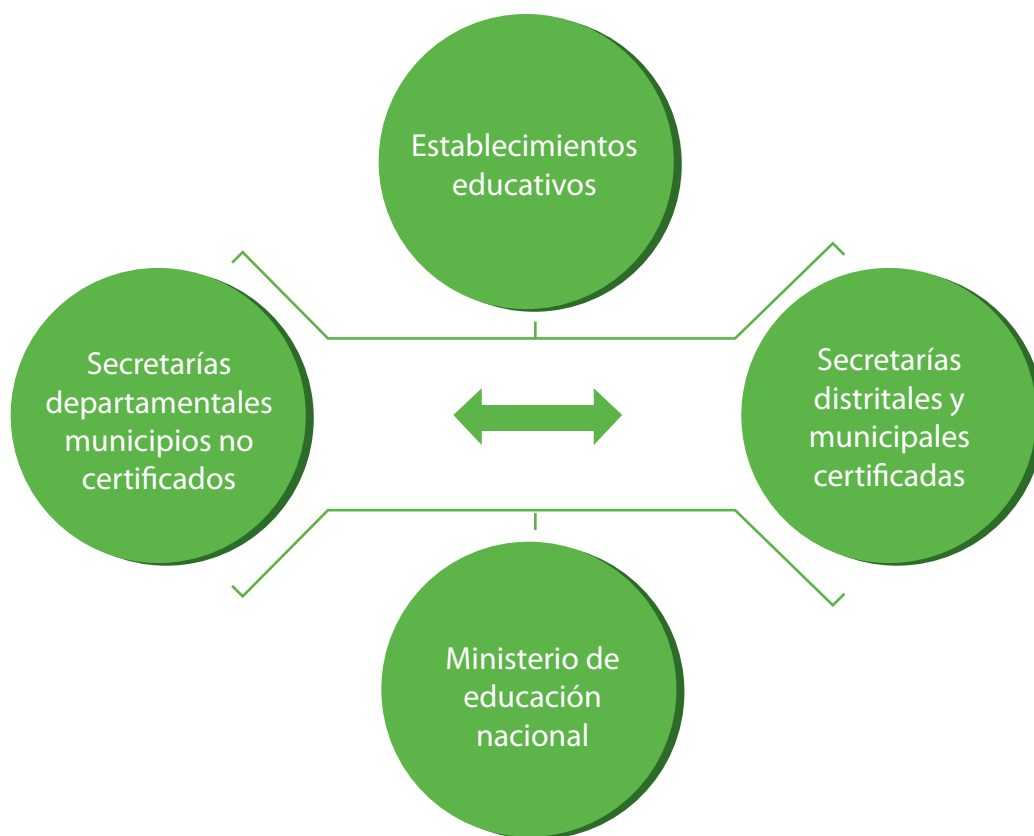 Establecimientos
educativos
Secretarías
departamentales
municipios no
certificados
Secretarías
distritales y
municipales
certificadas
Ministerio de
educación
nacional